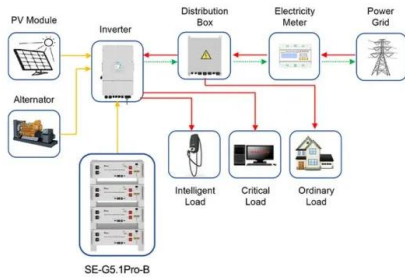 PV Module
Inverter
Distribution
Box
Electricity
Meter
Power
Grid
Alternator
Intelligent
Load
Critical
Load
Ordinary
Load
SE-G5.1Pro-B